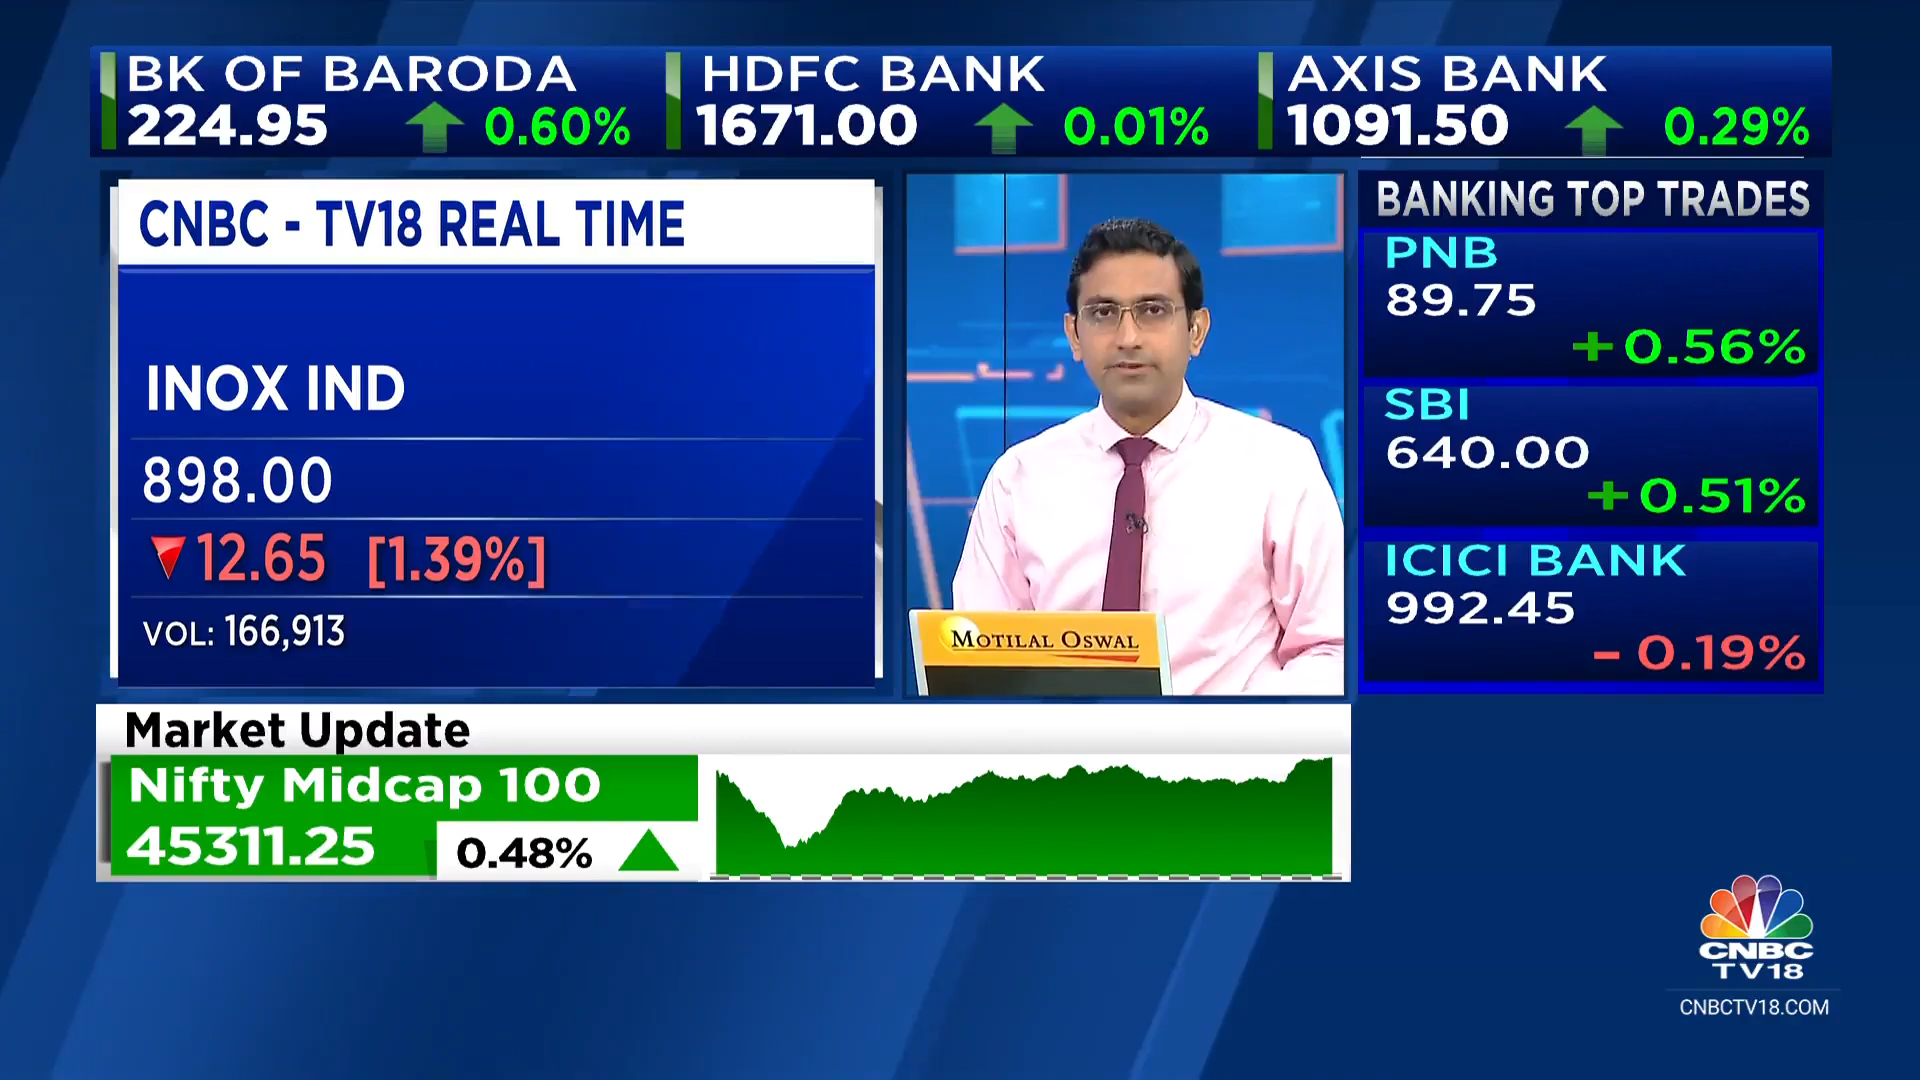 BK OF BARODA
224.95 0.60%
HDFC BANK
1671.00 0.01%
AXIS BANK
1091.50 0.29%
CNBC - TV18 REAL TIME
INOX IND
898.00
12.65 [1.39%]
VOL: 166,913
MOTILAL OSWAL
BANKING TOP TRADES
PNB
89.75
+0.56%
SBI
640.00
+0.51%
ICICI BANK
992.45
-0.19%
Market Update
Nifty Midcap 100
45311.25 0.48%
CNBC
TV18
CNBCTV18.COM